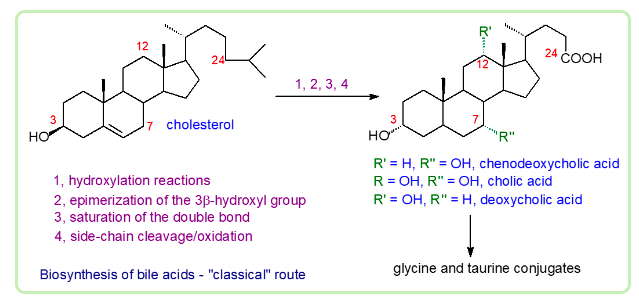 R'
12
24
12
24
COOH
1, 2, 3, 4
3
7
cholesterol
3
7
HO
HO
R''
R' = H, R'' = OH, chenodeoxycholic acid
1, hydroxylation reactions
R = OH, R'' = OH, cholic acid
2, epimerization of the 3β-hydroxyl group
R' = OH, R'' = H, deoxycholic acid
3, saturation of the double bond
4, side-chain cleavage/oxidation
Biosynthesis of bile acids - "classical" route
glycine and taurine conjugates